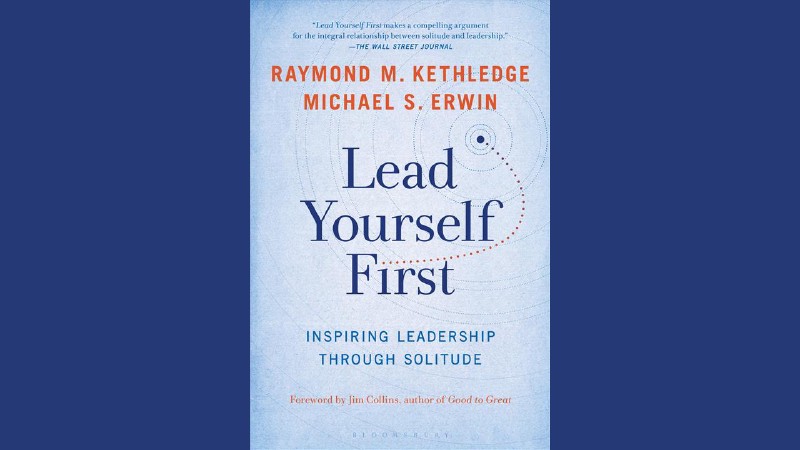 “Lead Yourself First makes a compelling argument
for the integral relationship between solitude and leadership.”
—THE WALL STREET JOURNAL
RAYMOND M. KETHLEDGE
MICHAEL S. ERWIN
Lead
Yourself
First
INSPIRING LEADERSHIP
THROUGH SOLITUDE
Foreword by Jim Collins, author of Good to Great
BLOOMSBURY